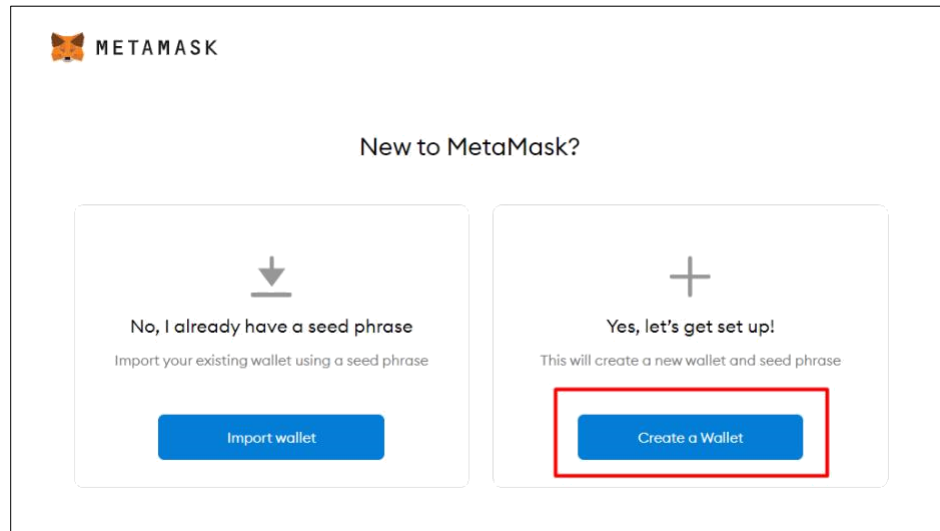 METAMASK
New to MetaMask?
No, I already have a seed phrase
Import your existing wallet using a seed phrase
Import wallet
Yes, let's get set up!
This will create a new wallet and seed phrase
Create a Wallet